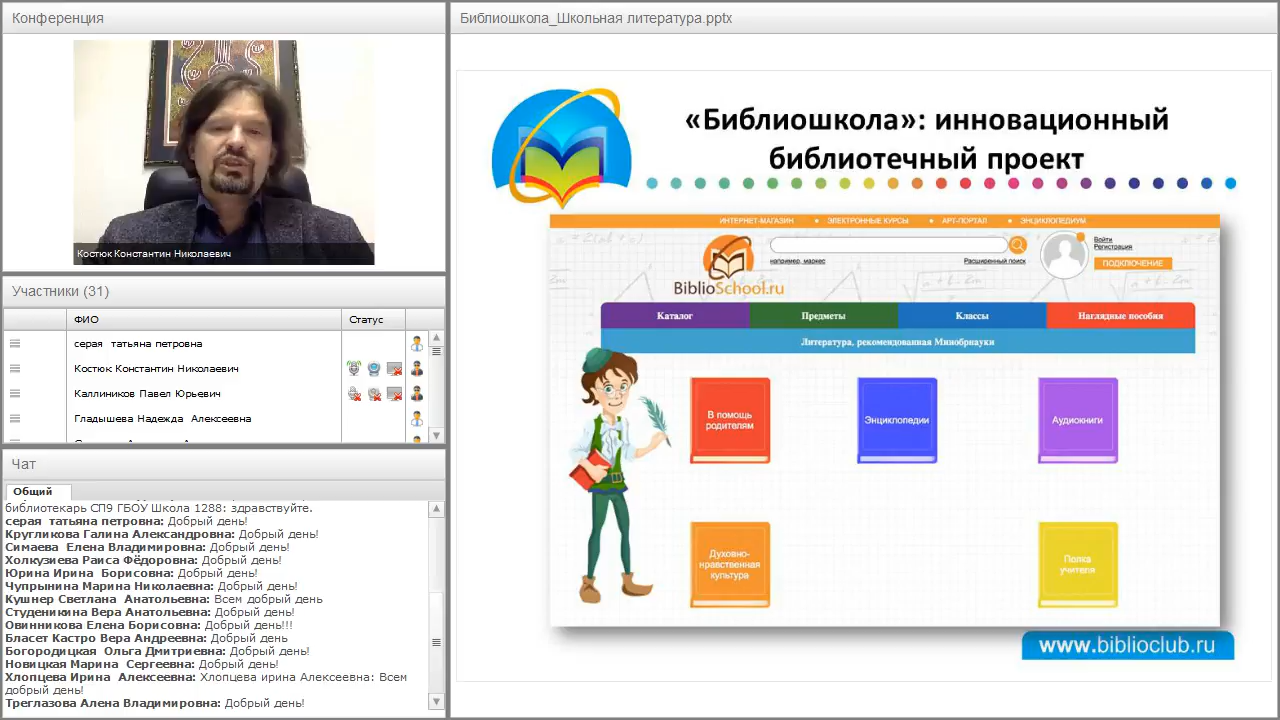 Конференция
Костюк Константин Николаевич
Участники (31)
ФИО Статус
серая татьяна петровна
Костюк Константин Николаевич
Каллиников Павел Юрьевич
Гладышева Надежда Алексеевна
Чат
Общий
библиотекарь СП9 ГБОУ Школа 1288: здравствуйте.
серая татьяна петровна: Добрый день!
Кругликова Галина Александровна: Добрый день!
Симаева Елена Владимировна: Добрый день!
Холкузиева Раиса Фёдоровна: Добрый день!
Юрина Ирина Борисовна: Добрый день!
Чупрынина Марина Николаевна: Добрый день!
Кушнер Светлана Анатольевна: Всем добрый день
Студеникина Вера Анатольевна: Добрый день!
Овинникова Елена Борисовна: Добрый день!!!
Бласет Кастро Вера Андреевна: Добрый день
Богородицкая Ольга Дмитриевна: Добрый день!
Новицкая Марина Сергеевна: Добрый день!
Хлопцева Ирина Алексеевна: Хлопцева ирина Алексеевна: Всем
добрый день!
Треглазова Алена Владимировна: Добрый день!
Библиошкола_Школьная литература.pptx
«Библиошкола»: инновационный
библиотечный проект
ИНТЕРНЕТ-МАГАЗИН • ЭЛЕКТРОННЫЕ КУРСЫ • АРТ-ПОРТАЛ • ЭНЦИКЛОПЕДИУМ
BiblioSchool.ru
например, маркес Расширенный поиск
Войти
Регистрация
ПОДКЛЮЧЕНИЕ
Каталог Предметы Классы Наглядные пособия
Литература, рекомендованная Минобрнауки
В помощь
родителям
Энциклопедии
Аудиокниги
Духовно-
нравственная
культура
Полка
учителя
www.biblioclub.ru